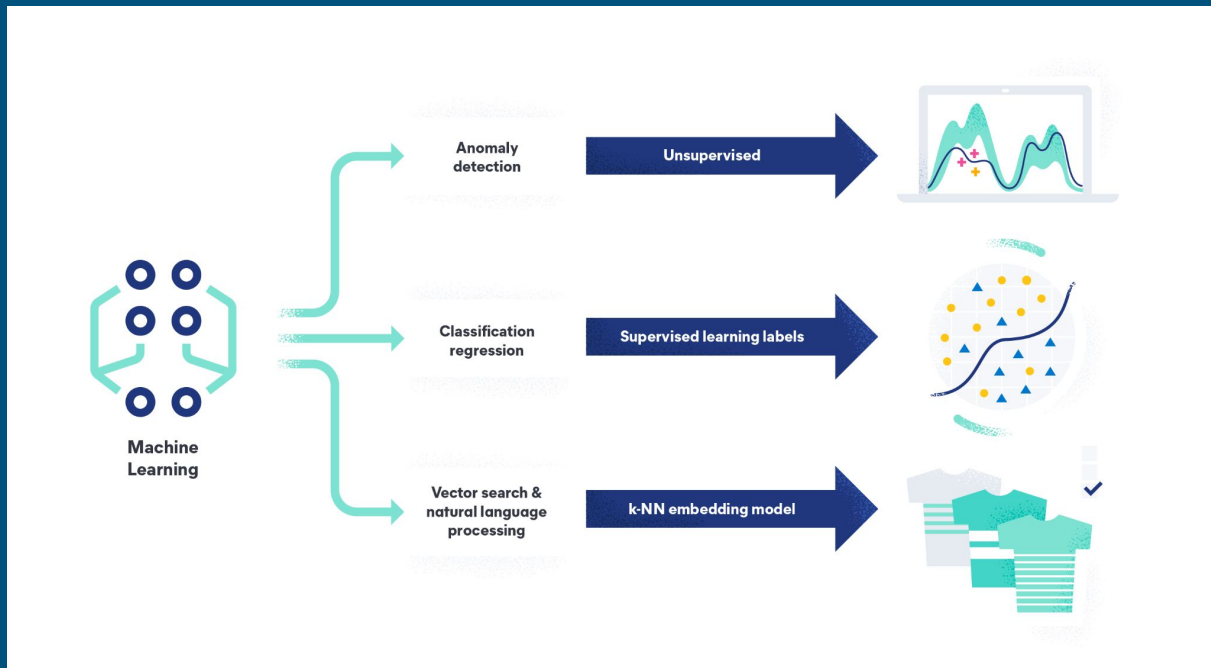 Machine
Learning
Anomaly
detection
Unsupervised
Classification
regression
Supervised learning labels
Vector search &
natural language
processing
k-NN embedding model